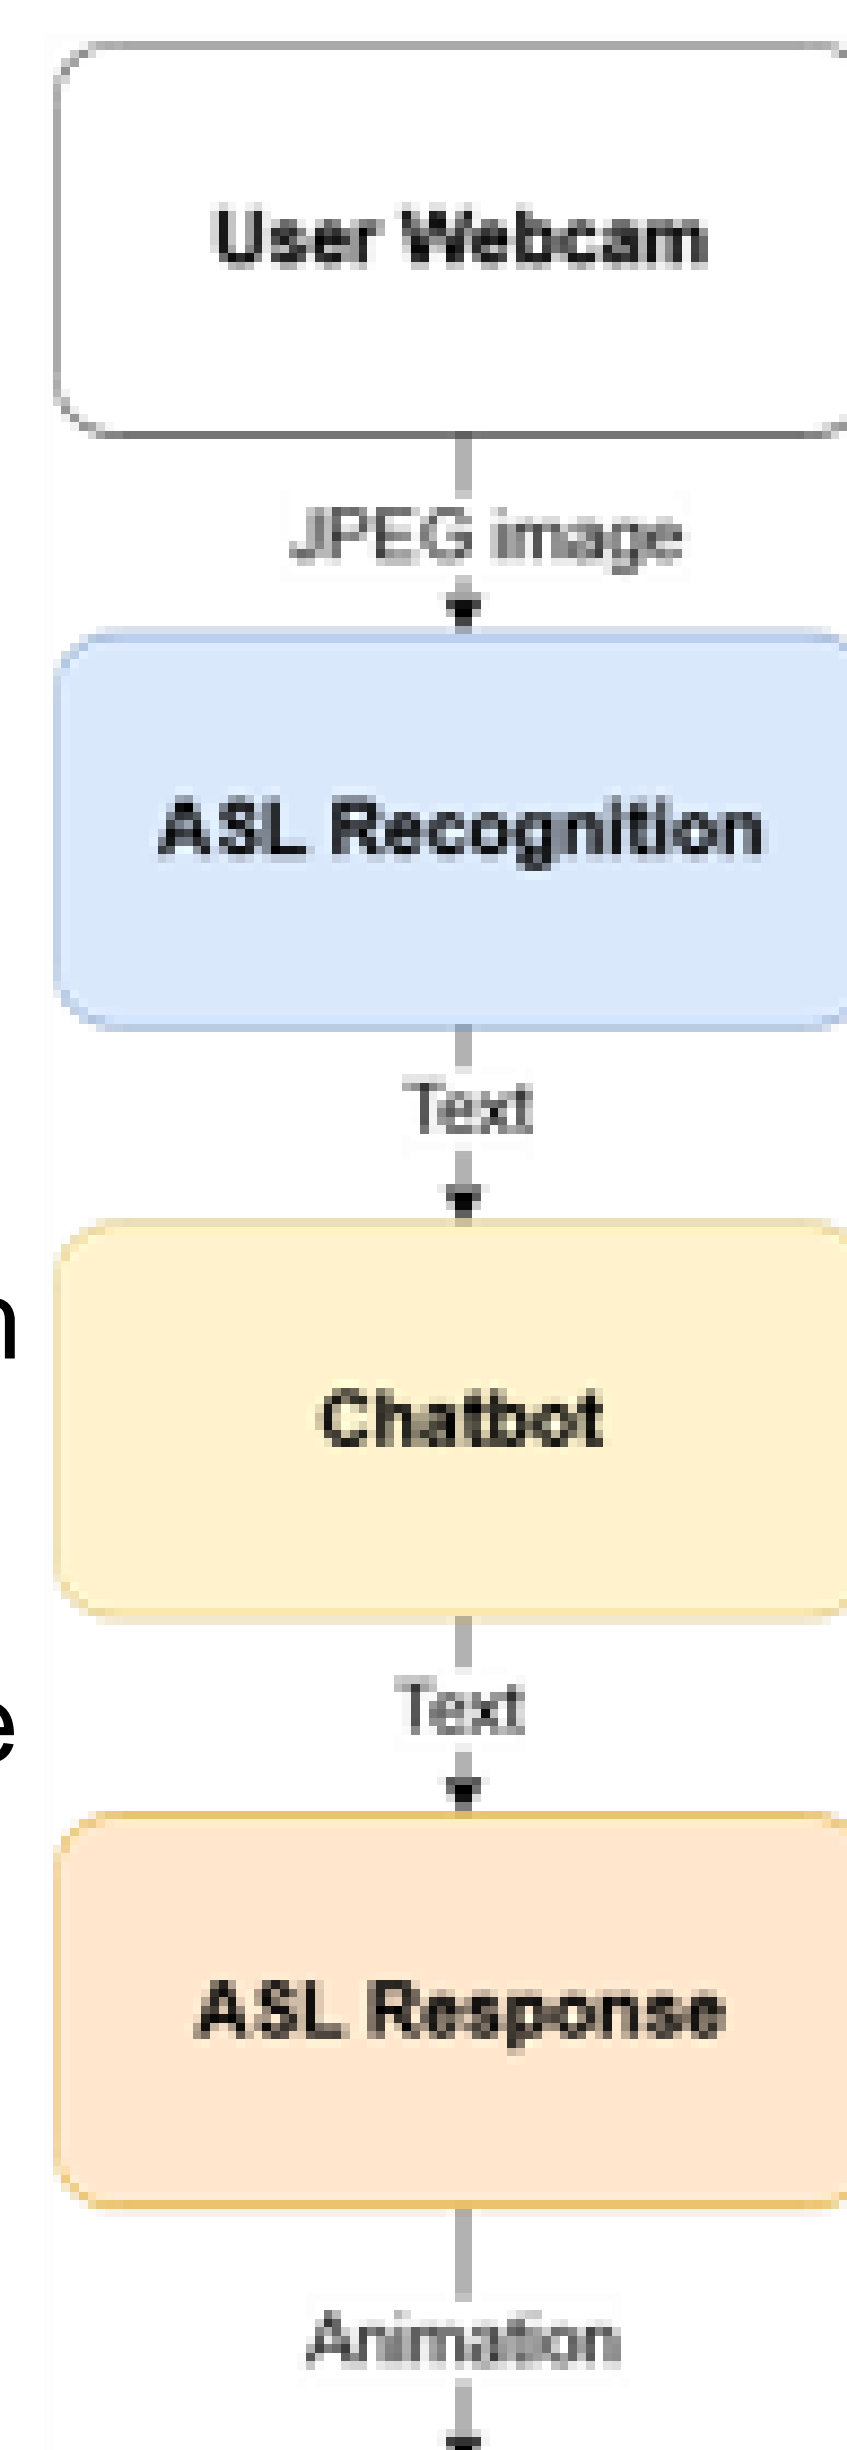 User Webcam
JPEG image
ASL Recognition
Text
n
Chatbot
Text
e
ASL Response
Animation